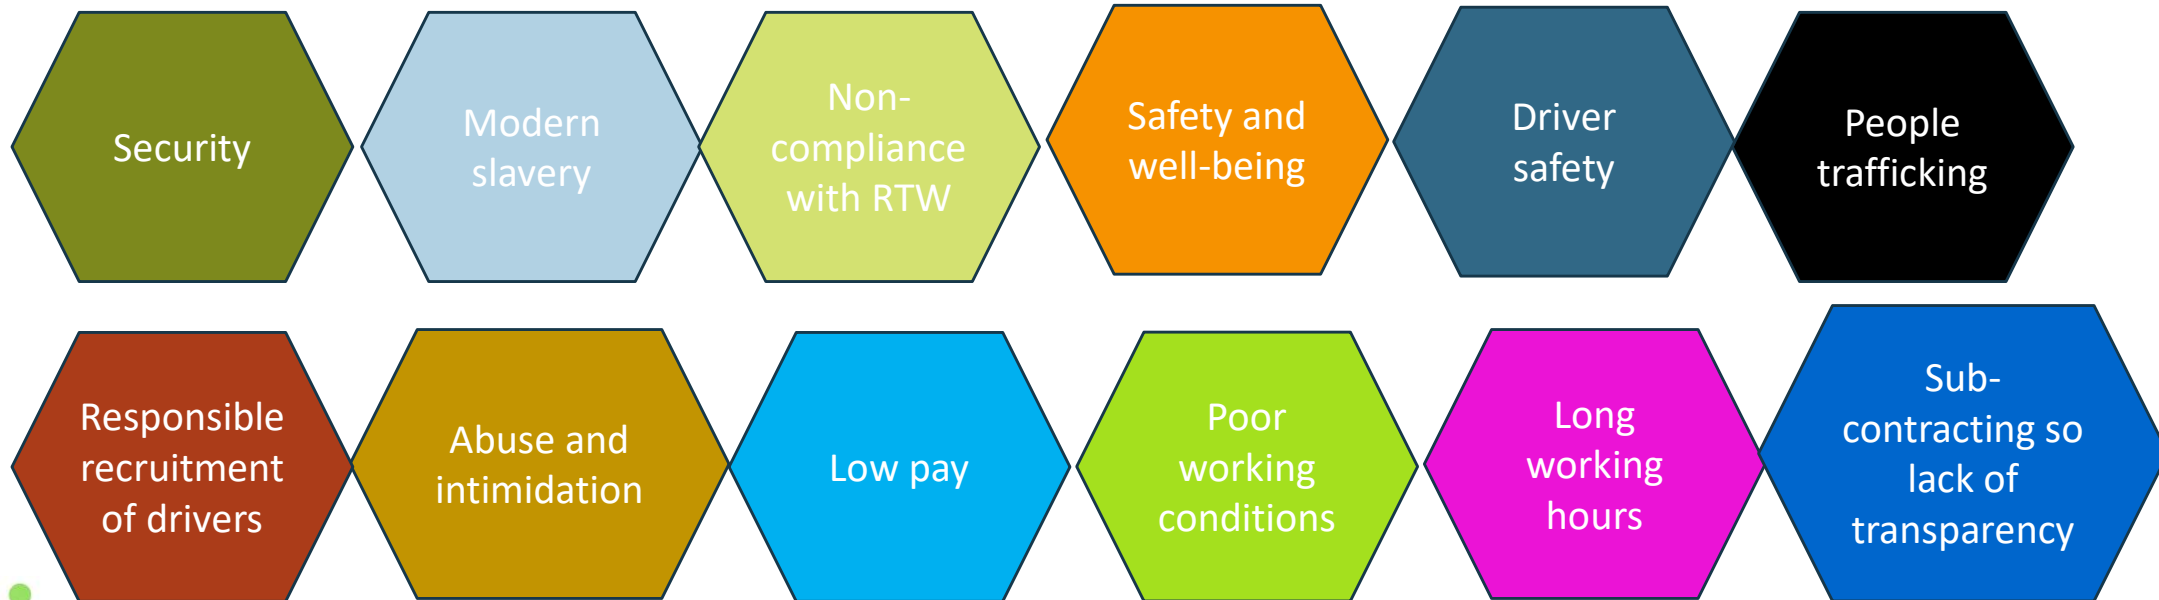 Security
Modern
slavery
Non-
compliance
with RTW
Safety and
well-being
Driver
safety
People
trafficking
Responsible
recruitment
of drivers
Abuse and
intimidation
Low pay
Poor
working
conditions
Long
working
hours
Sub-
contracting so
lack of
transparency